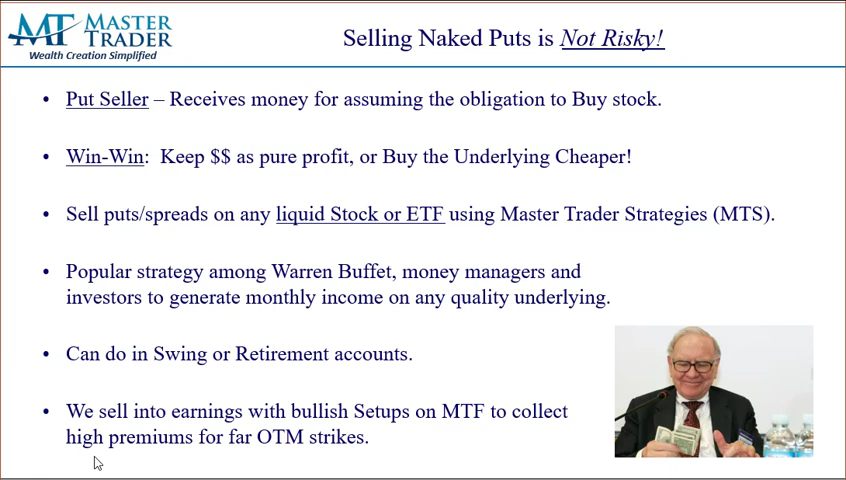 MT MASTER
TRADER
Wealth Creation Simplified
Selling Naked Puts is Not Risky!
• Put Seller – Receives money for assuming the obligation to Buy stock.
• Win-Win: Keep $$ as pure profit, or Buy the Underlying Cheaper!
• Sell puts/spreads on any liquid Stock or ETF using Master Trader Strategies (MTS).
• Popular strategy among Warren Buffet, money managers and
investors to generate monthly income on any quality underlying.
• Can do in Swing or Retirement accounts.
• We sell into earnings with bullish Setups on MTF to collect
high premiums for far OTM strikes.